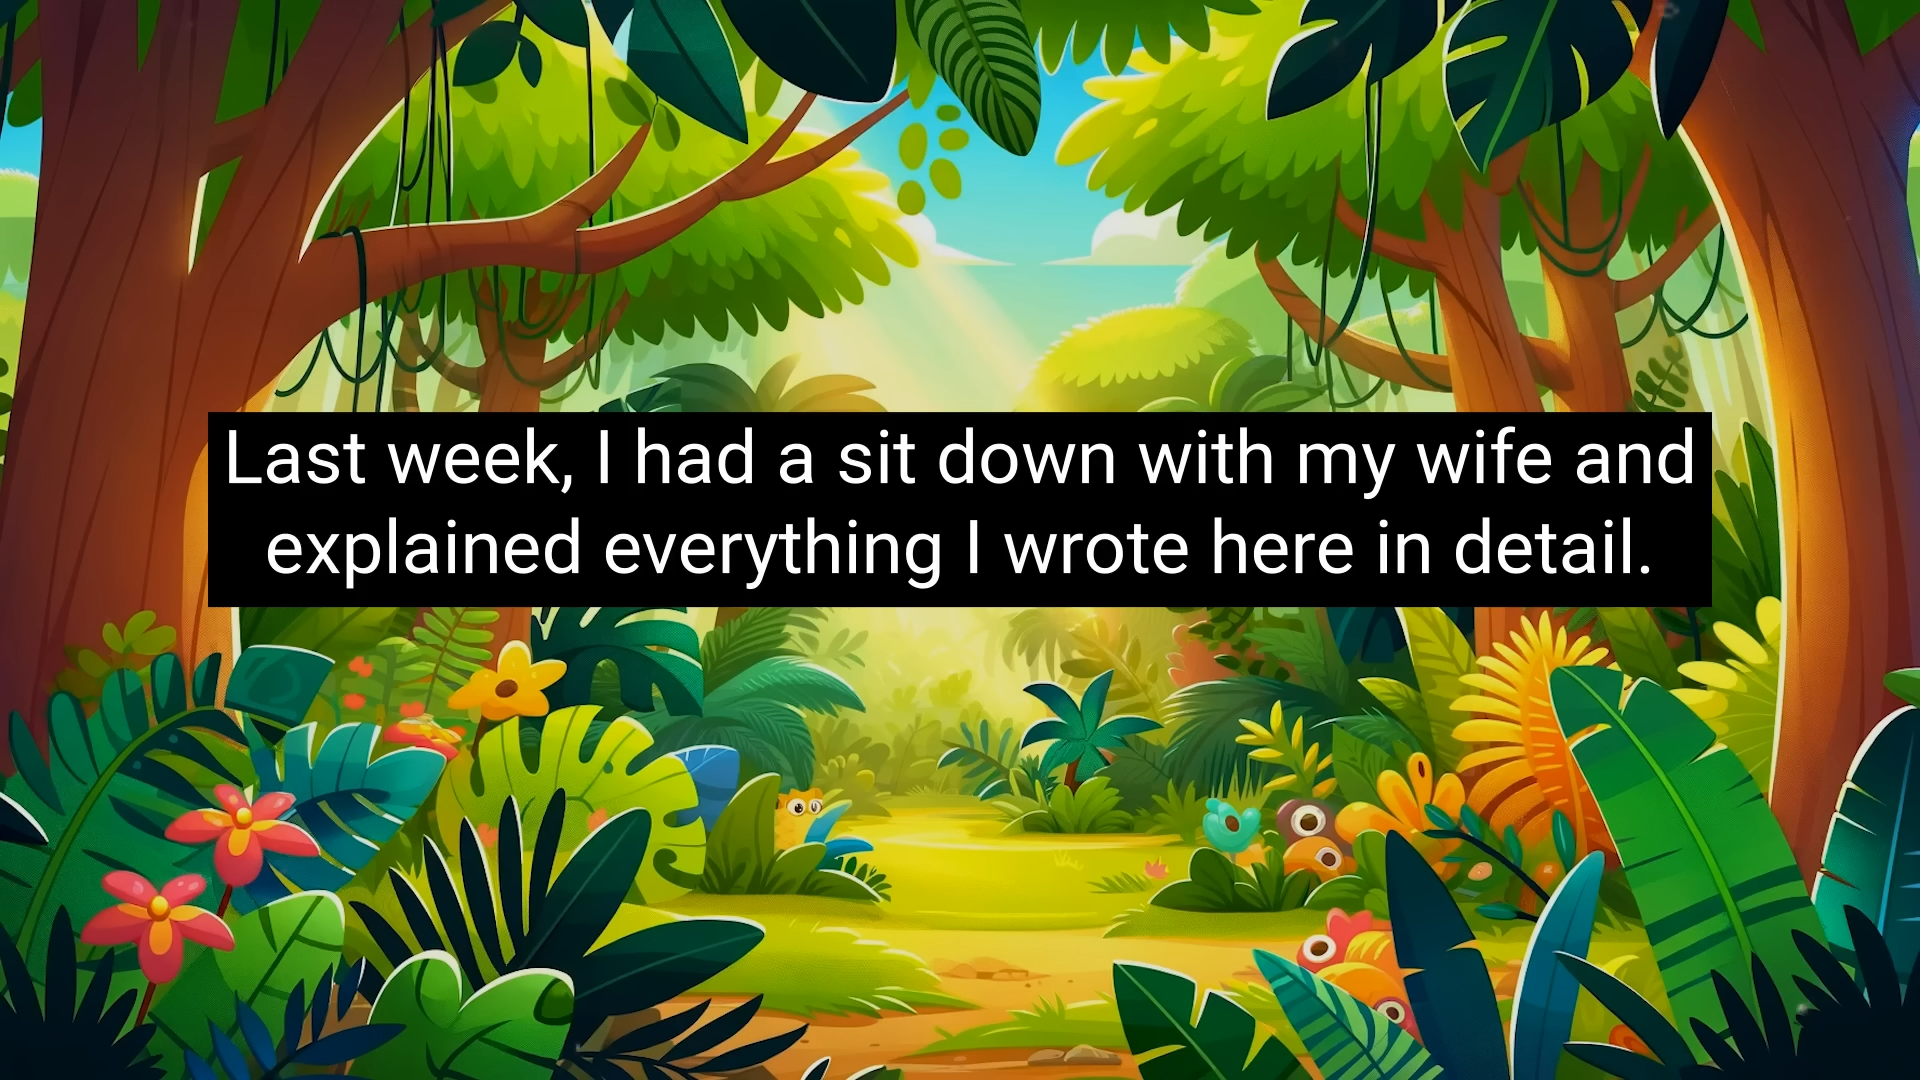 Last week, I had a sit down with my wife and
explained everything I wrote here in detail.